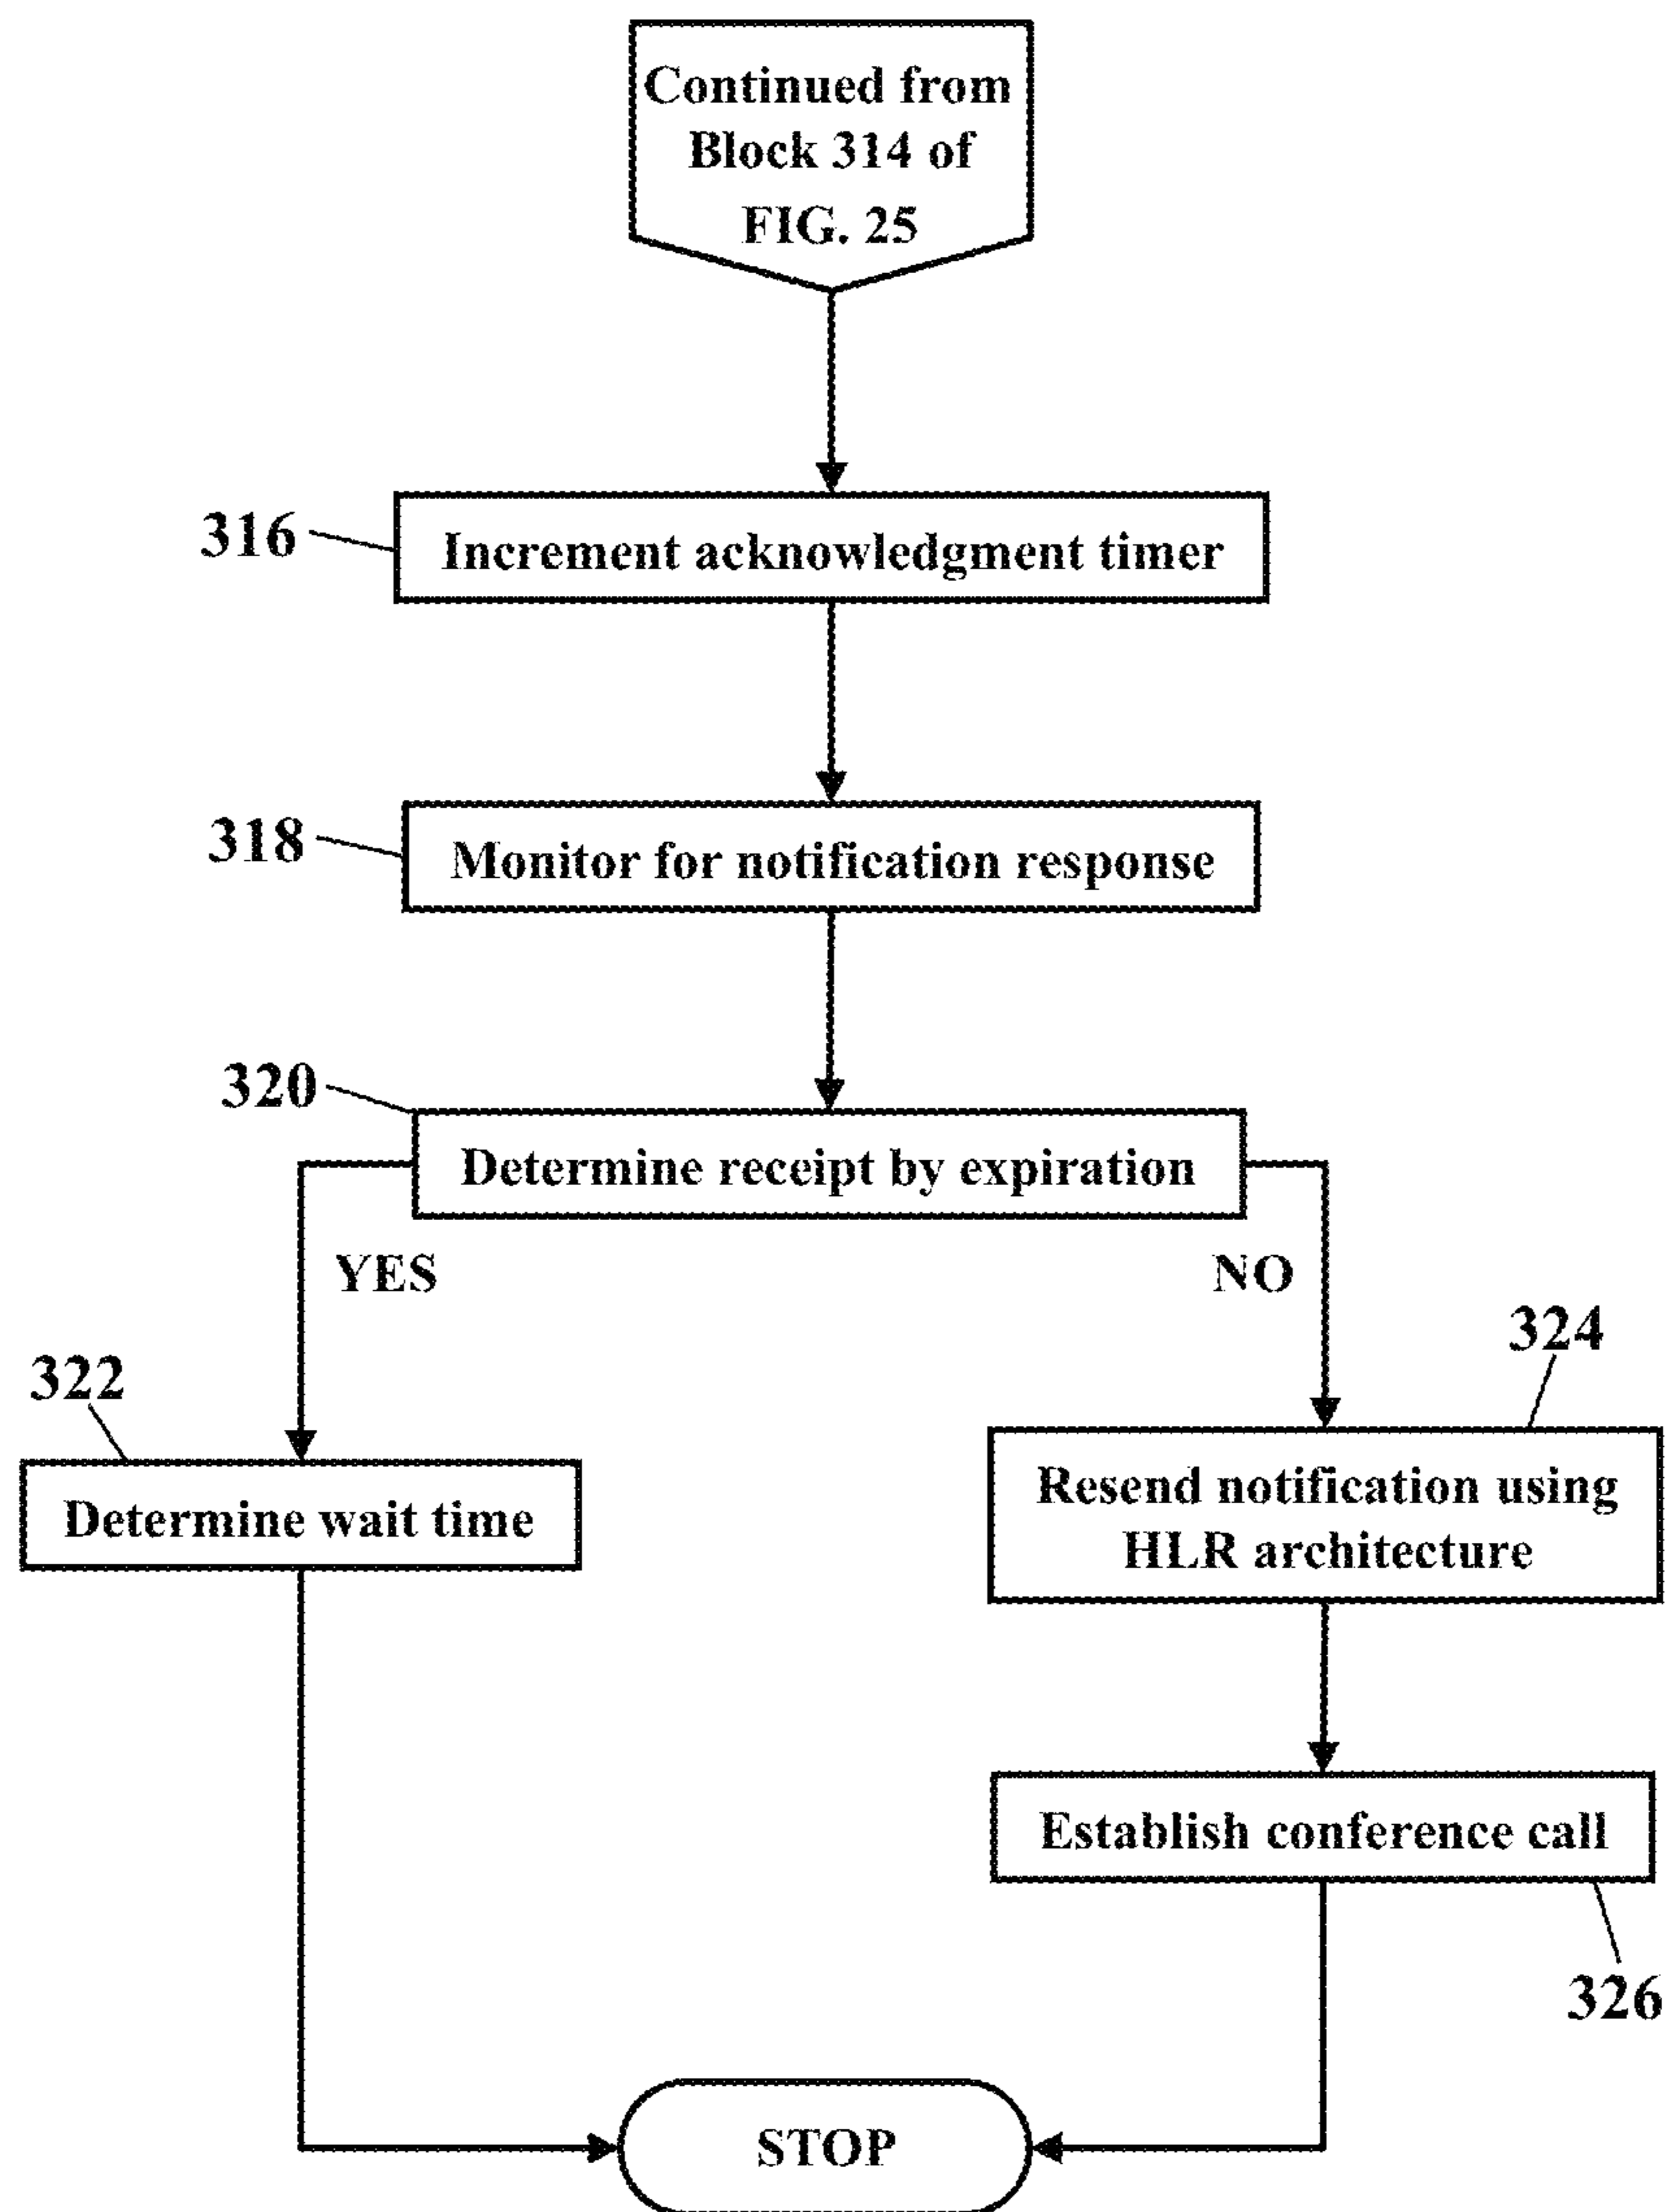 Continued from
Block 314 of
FIG. 25
316
Increment acknowledgment timer
318
Monitor for notification response
320
Determine receipt by expiration
YES
NO
322
Determine wait time
324
Resend notification using
HLR architecture
Establish conference call
326
STOP